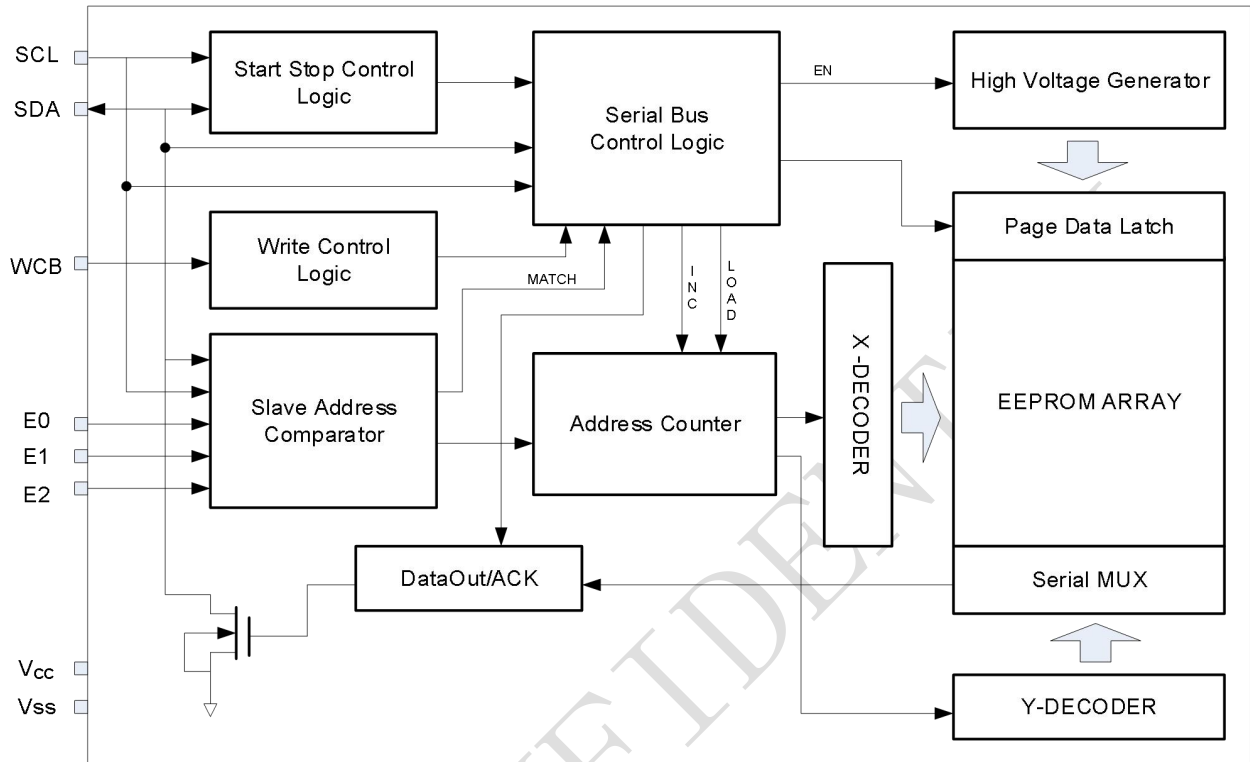 SCL
SDA
WCB
E0
E1
E2
Vcc
Vss
Start Stop Control
Logic
Write Control
Logic
Slave Address
Comparator
Serial Bus
Control Logic
EN
MATCH
INC
LOAD
Address Counter
DataOut/ACK
X -DECODER
High Voltage Generator
Page Data Latch
EEPROM ARRAY
Serial MUX
Y-DECODER